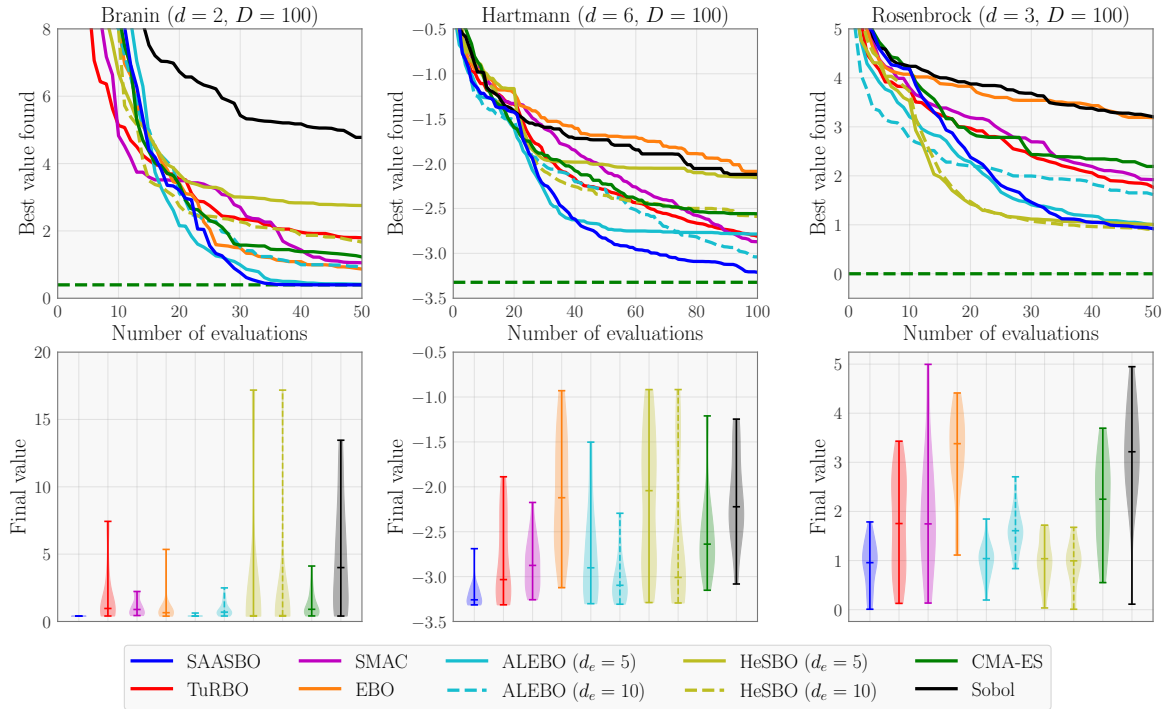 Branin (d = 2, D = 100)
Hartmann (d = 6, D = 100)
Rosenbrock (d = 3, D = 100)
Best value found
8
6
4
2
0
0 10 20 30 40 50
Number of evaluations
Best value found
−0.5
−1.0
−1.5
−2.0
−2.5
−3.0
−3.5
0 20 40 60 80 100
Number of evaluations
Best value found
5
4
3
2
1
0
0 10 20 30 40 50
Number of evaluations
Final value
20
15
10
5
0
Final value
−0.5
−1.0
−1.5
−2.0
−2.5
−3.0
−3.5
Final value
5
4
3
2
1
0
SAASBO SMAC ALEBO (dₑ = 5) HeSBO (dₑ = 5) CMA-ES
TuRBO EBO ALEBO (dₑ = 10) HeSBO (dₑ = 10) Sobol